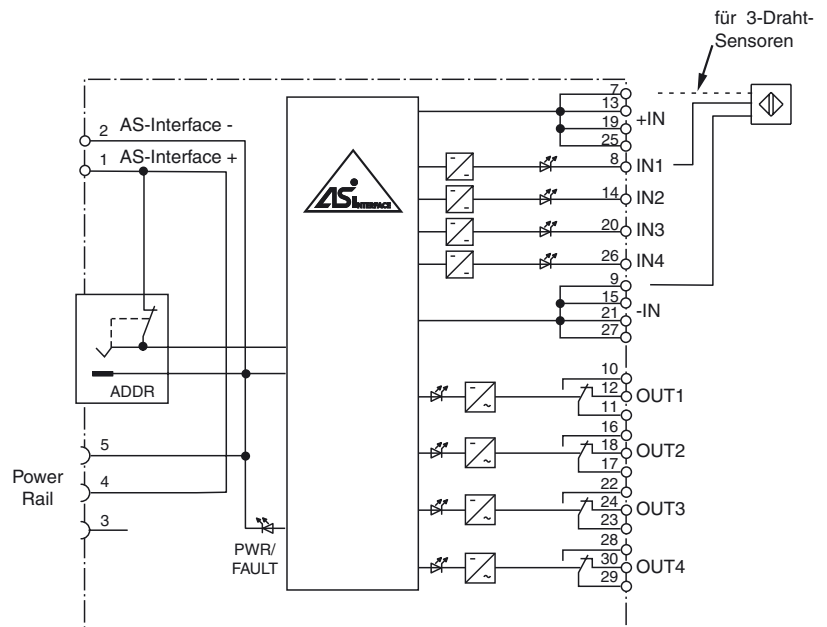 für 3-Draht-
Sensoren
2 AS-Interface -
1 AS-Interface +
ASi
INTERFACE
7
13
19
25
+IN
8 IN1
14 IN2
20 IN3
26 IN4
9
15
21
27
-IN
ADDR
10
12 OUT1
11
16
18 OUT2
17
22
24 OUT3
23
28
30 OUT4
29
Power
Rail
5
4
3
PWR/
FAULT